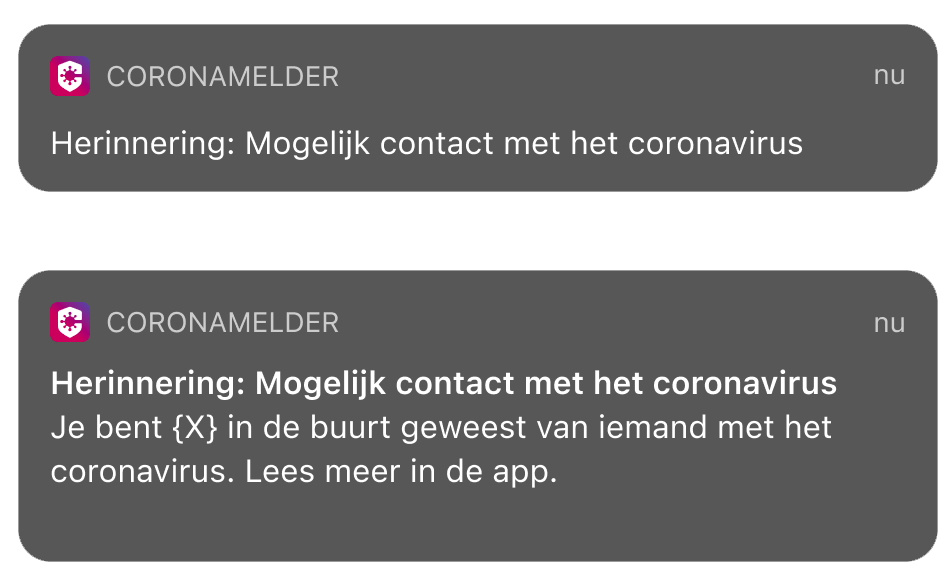 CORONAMELDER nu
Herinnering: Mogelijk contact met het coronavirus
CORONAMELDER nu
Herinnering: Mogelijk contact met het coronavirus
Je bent {X} in de buurt geweest van iemand met het
coronavirus. Lees meer in de app.